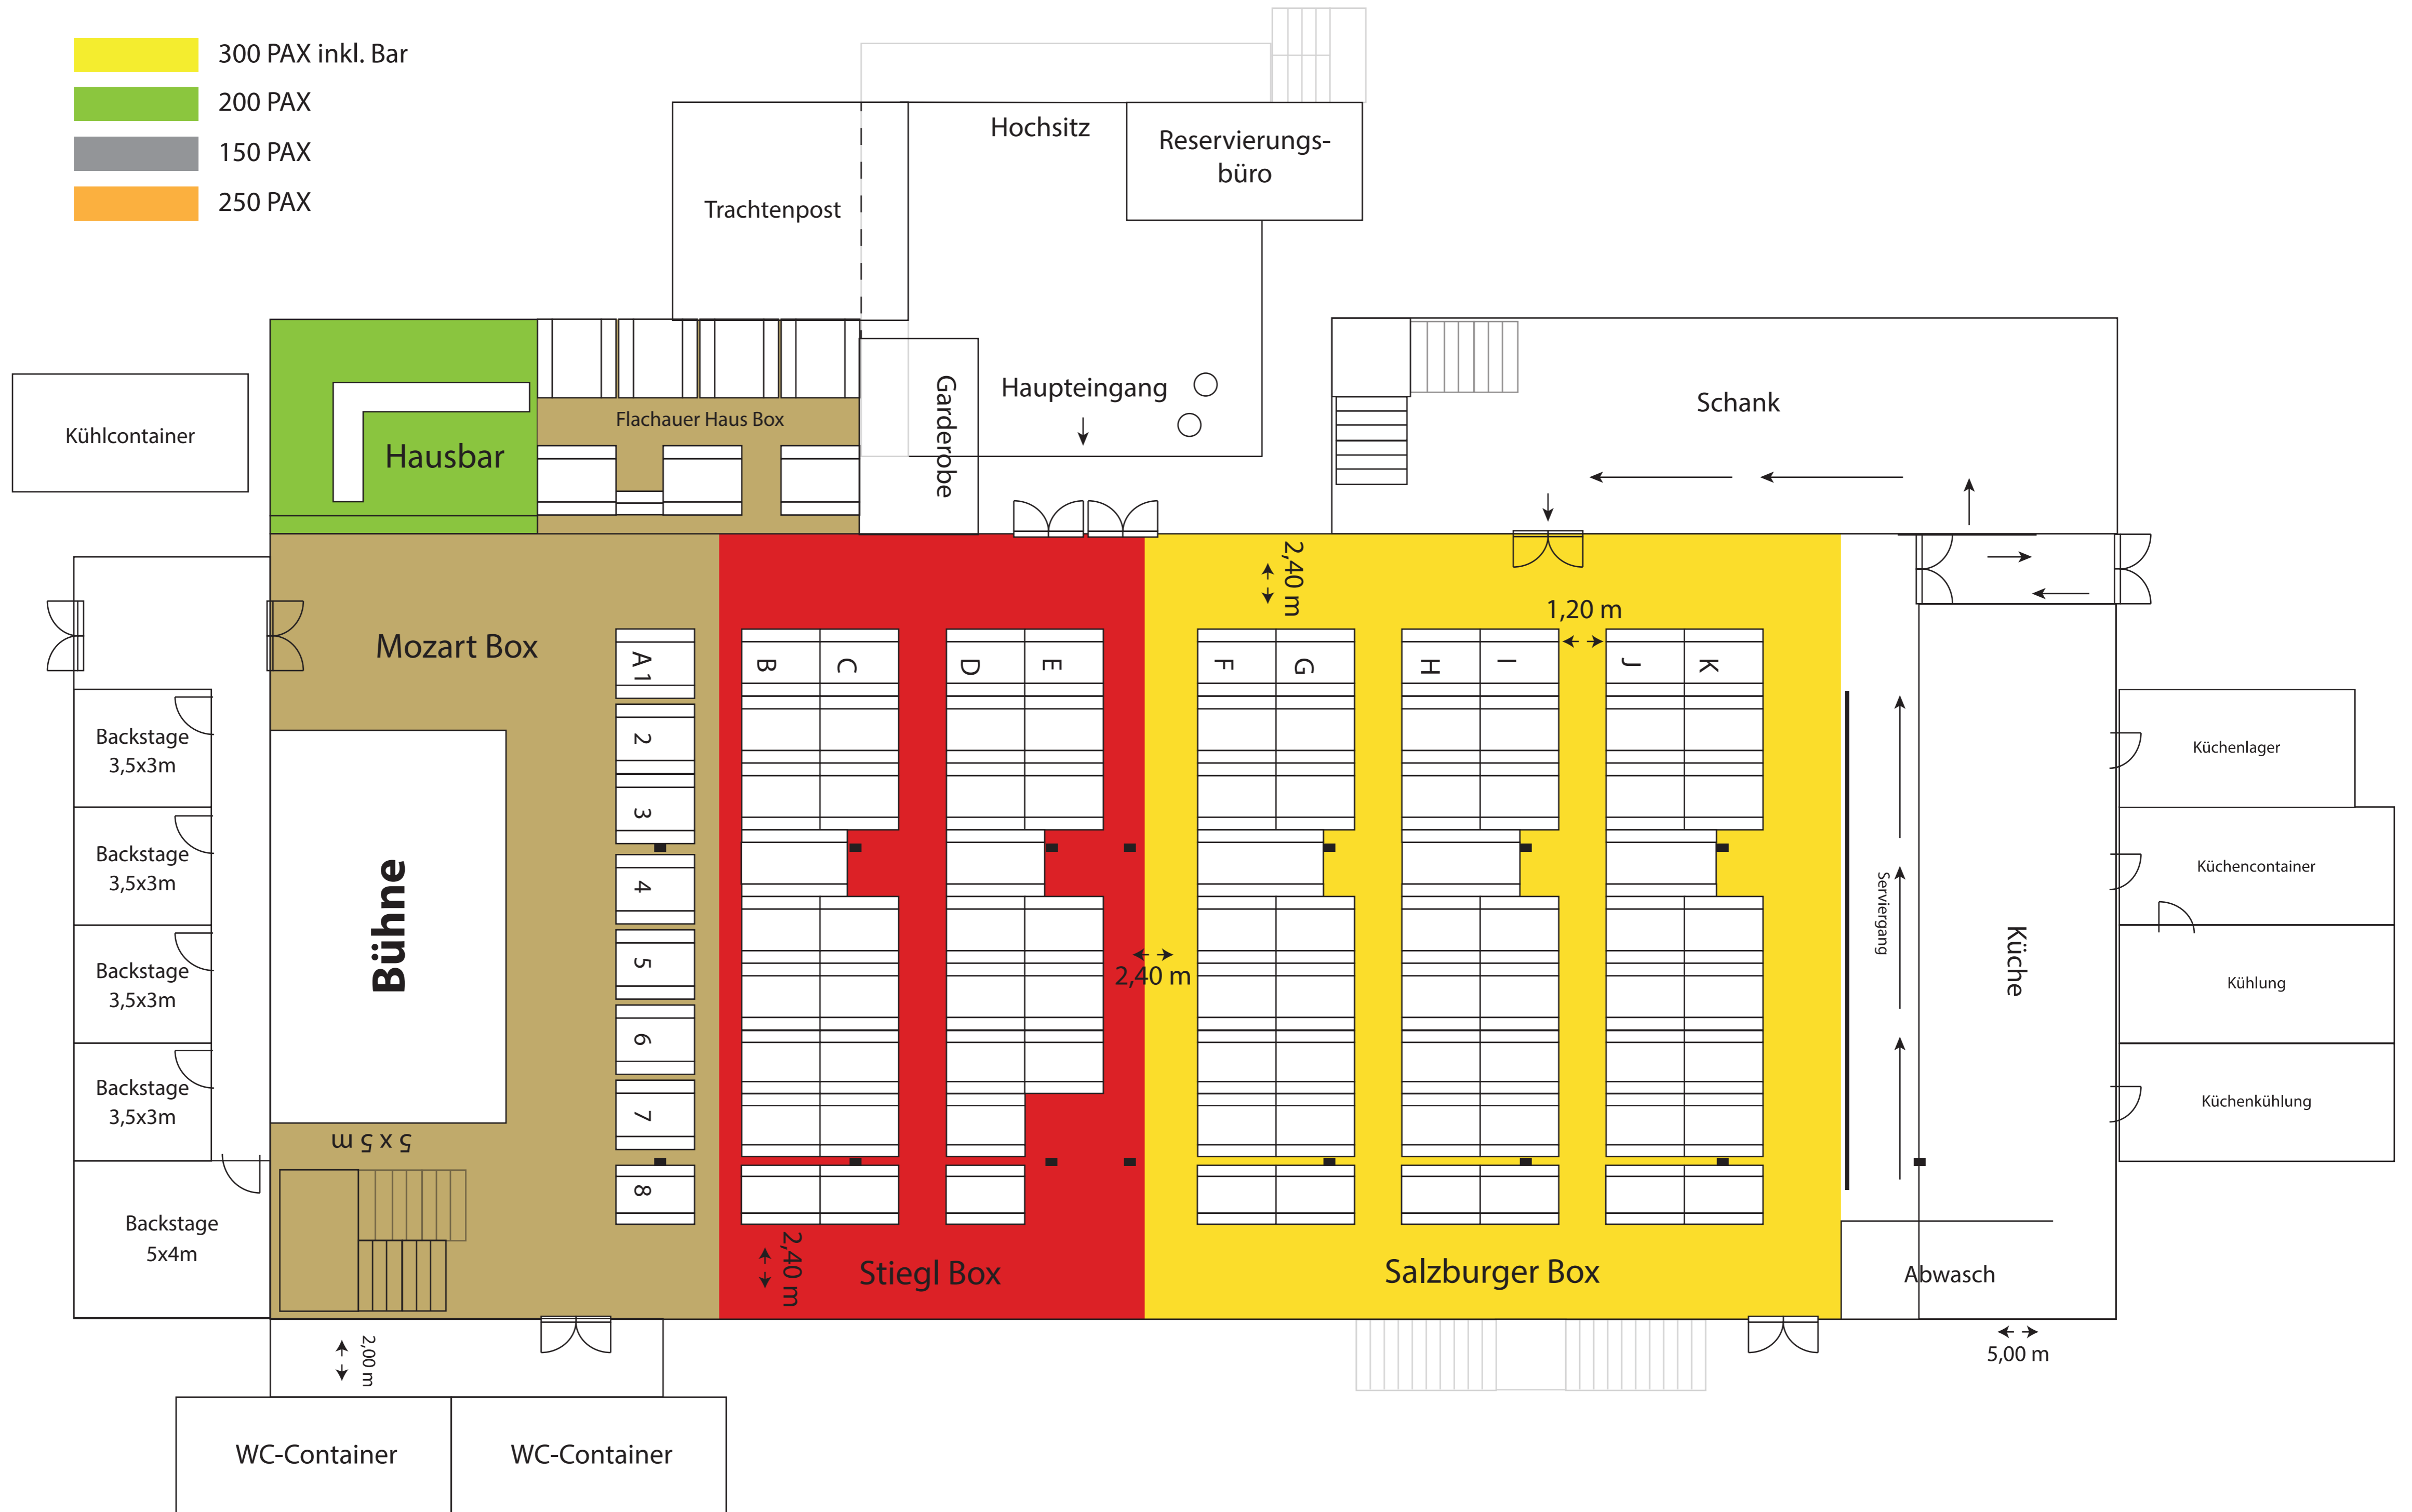 300 PAX inkl. Bar
200 PAX
150 PAX
250 PAX
Hochsitz
Reservierungs-
büro
Trachtenpost
Kühlcontainer
Hausbar
Flachauer Haus Box
Garderobe
Haupteingang
Schank
Mozart Box
2,40 m
1,20 m
A1
2
3
4
5
6
7
8
B
C
D
E
F
G
H
I
J
K
Backstage
3,5x3m
Backstage
3,5x3m
Backstage
3,5x3m
Backstage
3,5x3m
Backstage
5x4m
Bühne
5 x 5 m
2,40 m
2,40 m
Stiegl Box
Salzburger Box
Serviergang
Küche
Küchenlager
Küchencontainer
Kühlung
Küchenkühlung
Abwasch
5,00 m
2,00 m
WC-Container
WC-Container